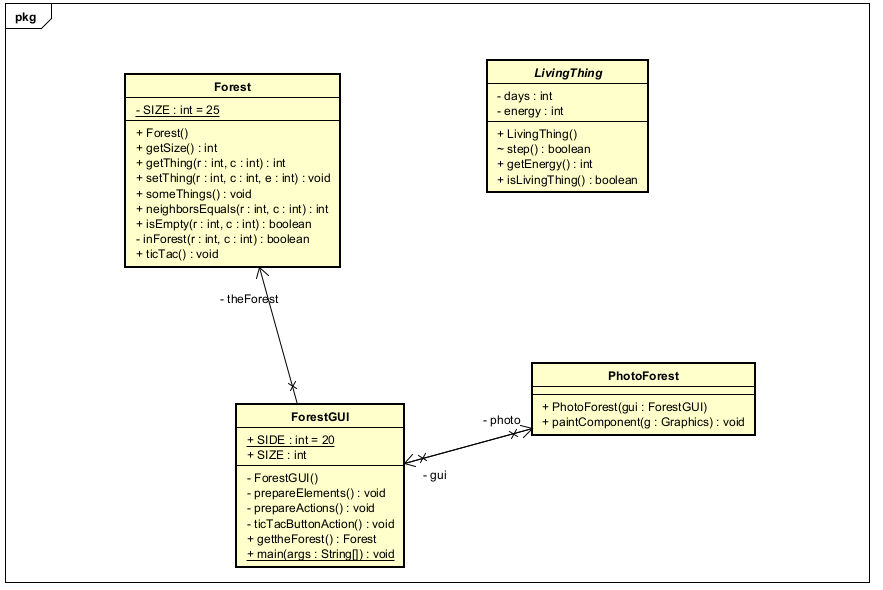 pkg
Forest
- SIZE : int = 25
+ Forest()
+ getSize() : int
+ getThing(r : int, c : int) : int
+ setThing(r : int, c : int, e : int) : void
+ someThings() : void
+ neighborsEquals(r : int, c : int) : int
+ isEmpty(r : int, c : int) : boolean
- inForest(r : int, c : int) : boolean
+ ticTac() : void
LivingThing
- days : int
- energy : int
+ LivingThing()
~ step() : boolean
+ getEnergy() : int
+ isLivingThing() : boolean
- theForest
PhotoForest
+ PhotoForest(gui : ForestGUI)
+ paintComponent(g : Graphics) : void
- photo
- gui
ForestGUI
+ SIDE : int = 20
+ SIZE : int
- ForestGUI()
- prepareElements() : void
- prepareActions() : void
- ticTacButtonAction() : void
+ gettheForest() : Forest
+ main(args : String[]) : void